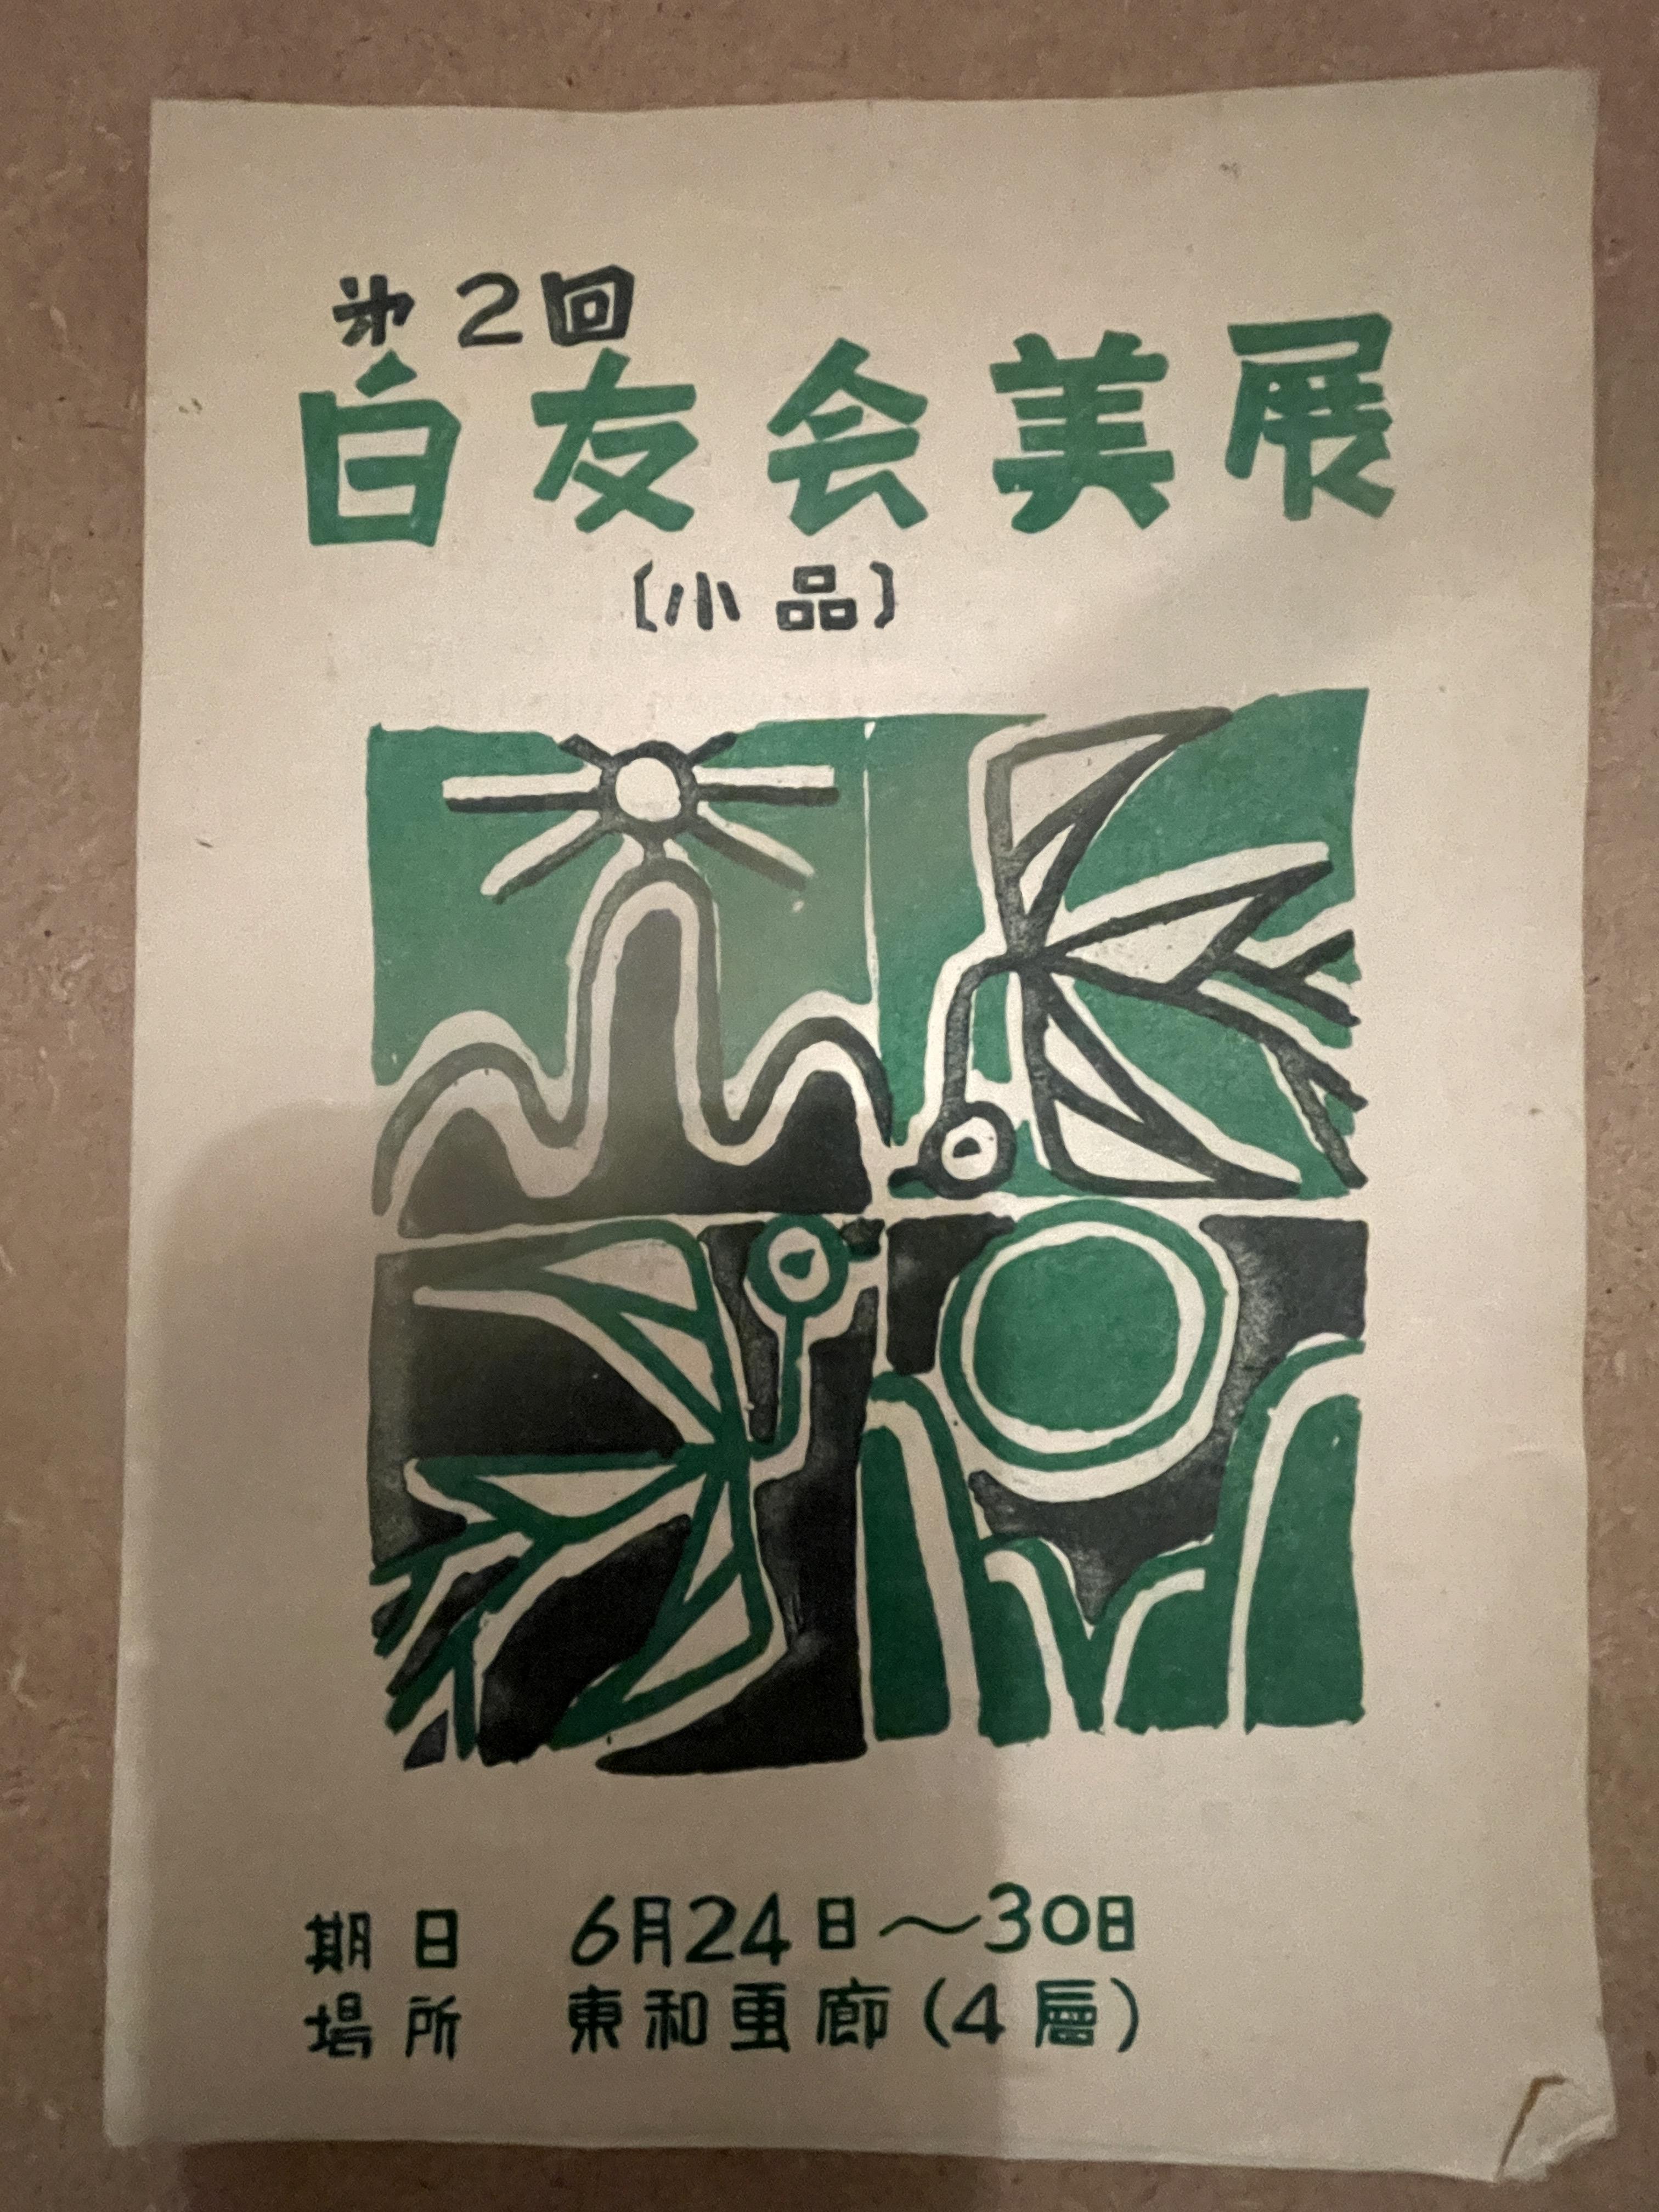 第2回
白友会美展
〔小品〕
期日 6月24日～30日
場所 東和画廊（4層）